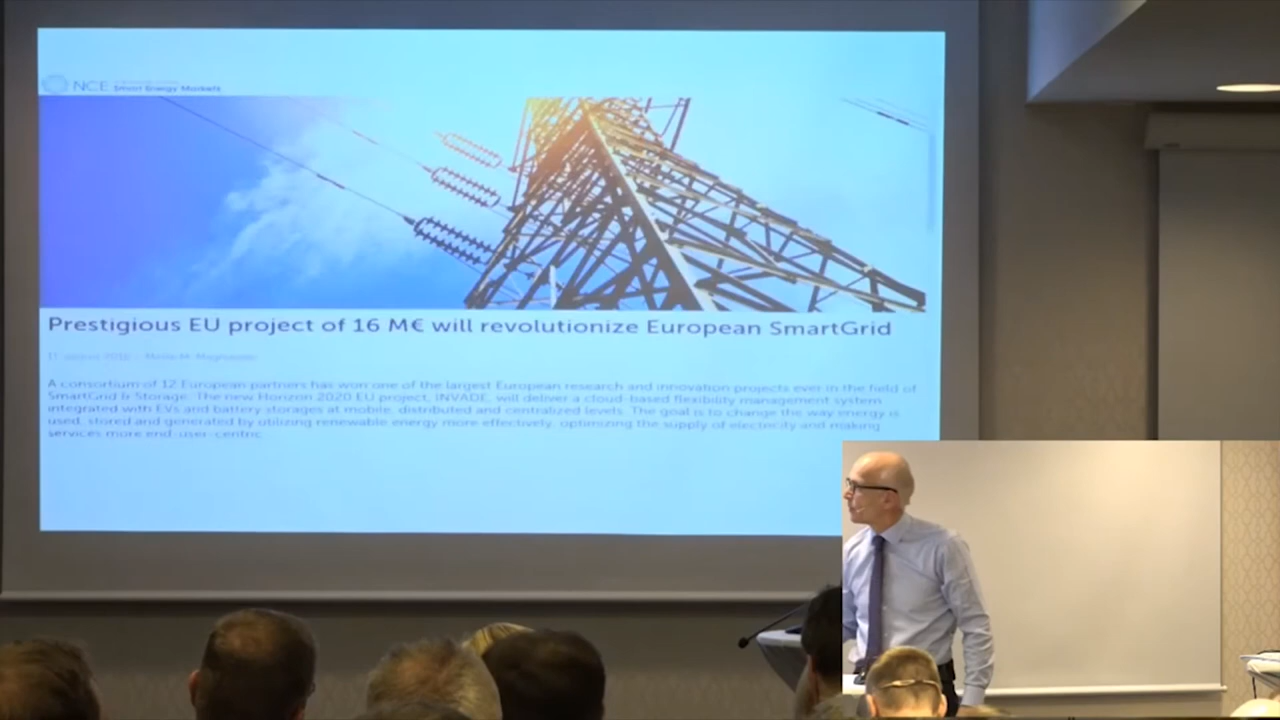 NCE Smart Energy Markets
Prestigious EU project of 16 M€ will revolutionize European SmartGrid
A consortium of 12 European partners has won one of the largest European research and innovation projects ever in the field of
SmartGrid & Storage. The new Horizon 2020 EU project, INVADE, will deliver a cloud-based flexibility management system
integrated with EVs and battery storages at mobile, distributed and centralized levels. The goal is to change the way energy is
used, stored and generated by utilizing renewable energy more effectively, optimizing the supply of electricity and making
services more end-user-centric.